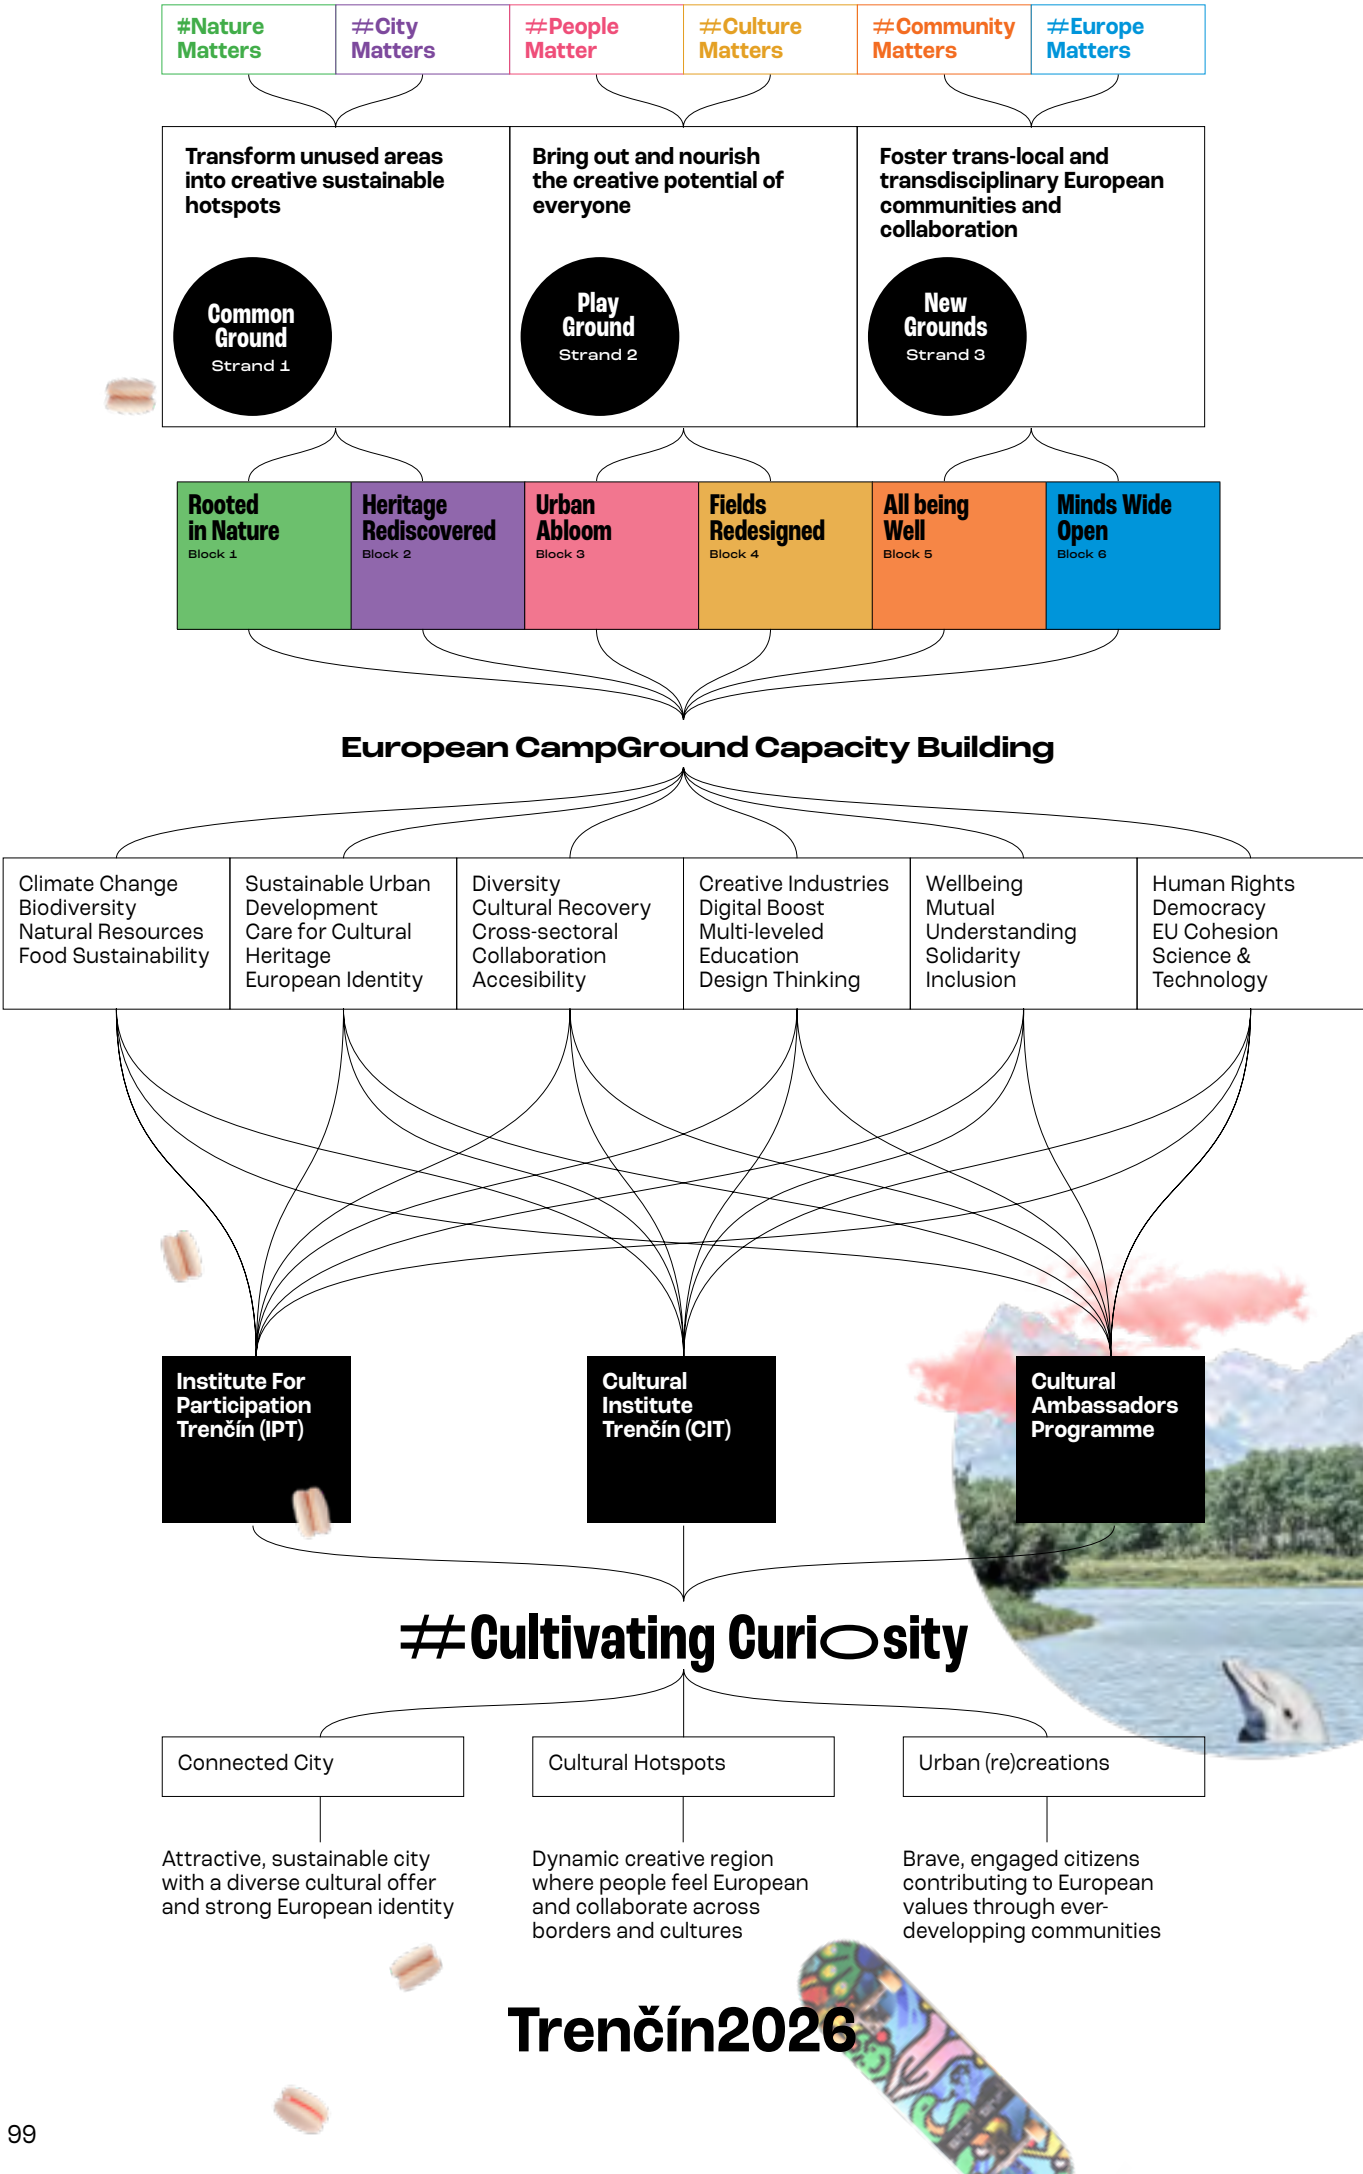 #Nature
Matters
#City
Matters
#People
Matter
#Culture
Matters
#Community
Matters
#Europe
Matters
Transform unused areas
into creative sustainable
hotspots
Common
Ground
Strand 1
Bring out and nourish
the creative potential of
everyone
Play
Ground
Strand 2
Foster trans-local and
transdisciplinary European
communities and
collaboration
New
Grounds
Strand 3
Rooted
in Nature
Block 1
Heritage
Rediscovered
Block 2
Urban
Abloom
Block 3
Fields
Redesigned
Block 4
All being
Well
Block 5
Minds Wide
Open
Block 6
European CampGround Capacity Building
Climate Change
Biodiversity
Natural Resources
Food Sustainability
Sustainable Urban
Development
Care for Cultural
Heritage
European Identity
Diversity
Cultural Recovery
Cross-sectoral
Collaboration
Accesibility
Creative Industries
Digital Boost
Multi-leveled
Education
Design Thinking
Wellbeing
Mutual
Understanding
Solidarity
Inclusion
Human Rights
Democracy
EU Cohesion
Science &
Technology
Institute For
Participation
Trenčín (IPT)
Cultural
Institute
Trenčín (CIT)
Cultural
Ambassadors
Programme
#Cultivating Curiosity
Connected City
Attractive, sustainable city
with a diverse cultural offer
and strong European identity
Cultural Hotspots
Dynamic creative region
where people feel European
and collaborate across
borders and cultures
Urban (re)creations
Brave, engaged citizens
contributing to European
values through ever-
developping communities
Trenčín2026
99